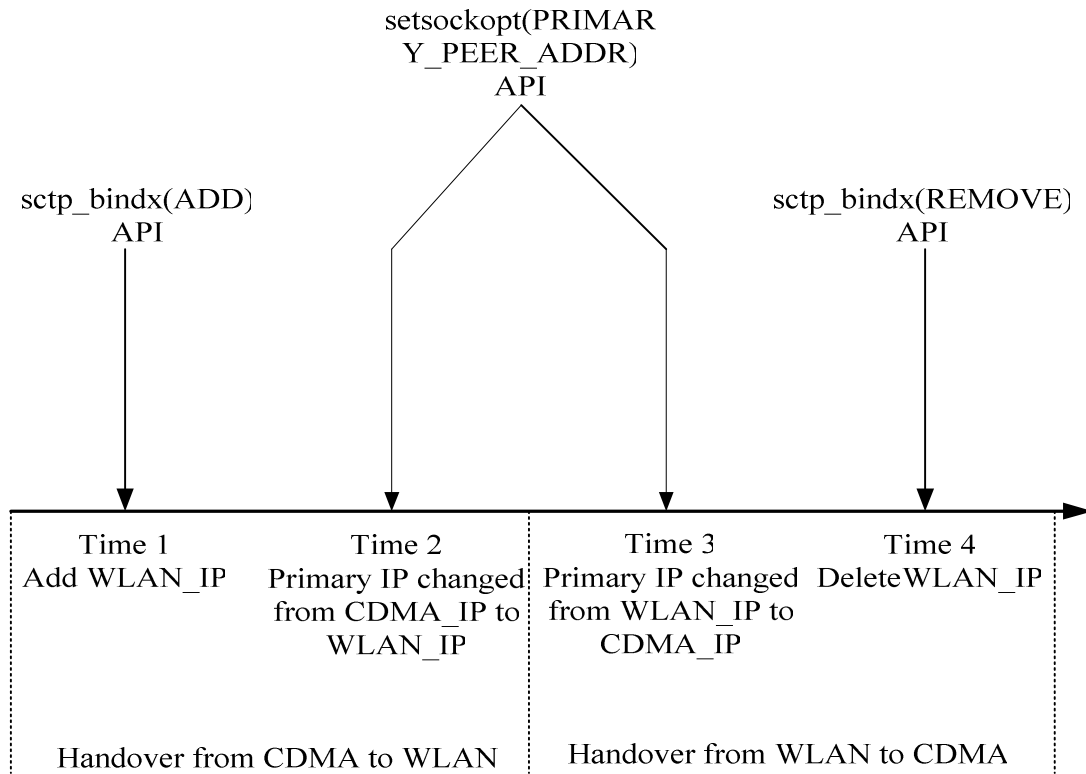 setsockopt(PRIMAR
Y_PEER_ADDR)
API
sctp_bindx(ADD)
API
sctp_bindx(REMOVE)
API
Time 1
Add WLAN_IP
Time 2
Primary IP changed
from CDMA_IP to
WLAN_IP
Time 3
Primary IP changed
from WLAN_IP to
CDMA_IP
Time 4
DeleteWLAN_IP
Handover from CDMA to WLAN
Handover from WLAN to CDMA